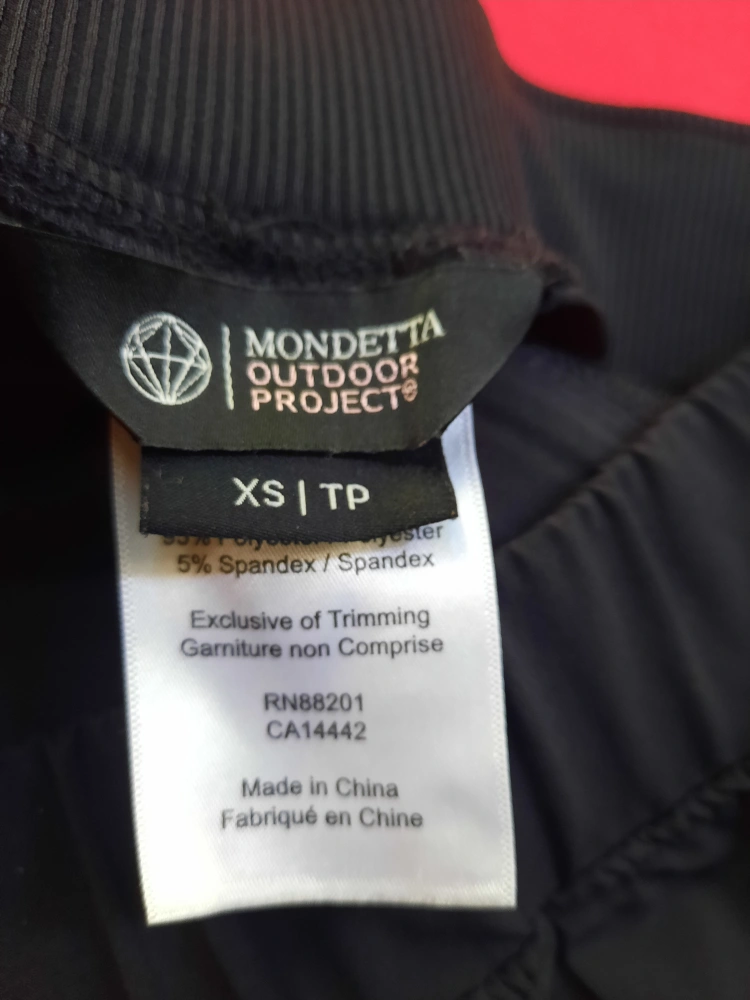 MONDETTA
OUTDOOR
PROJECT®
XS | TP
5% Spandex / Spandex
Exclusive of Trimming
Garniture non Comprise
RN88201
CA14442
Made in China
Fabriqué en Chine